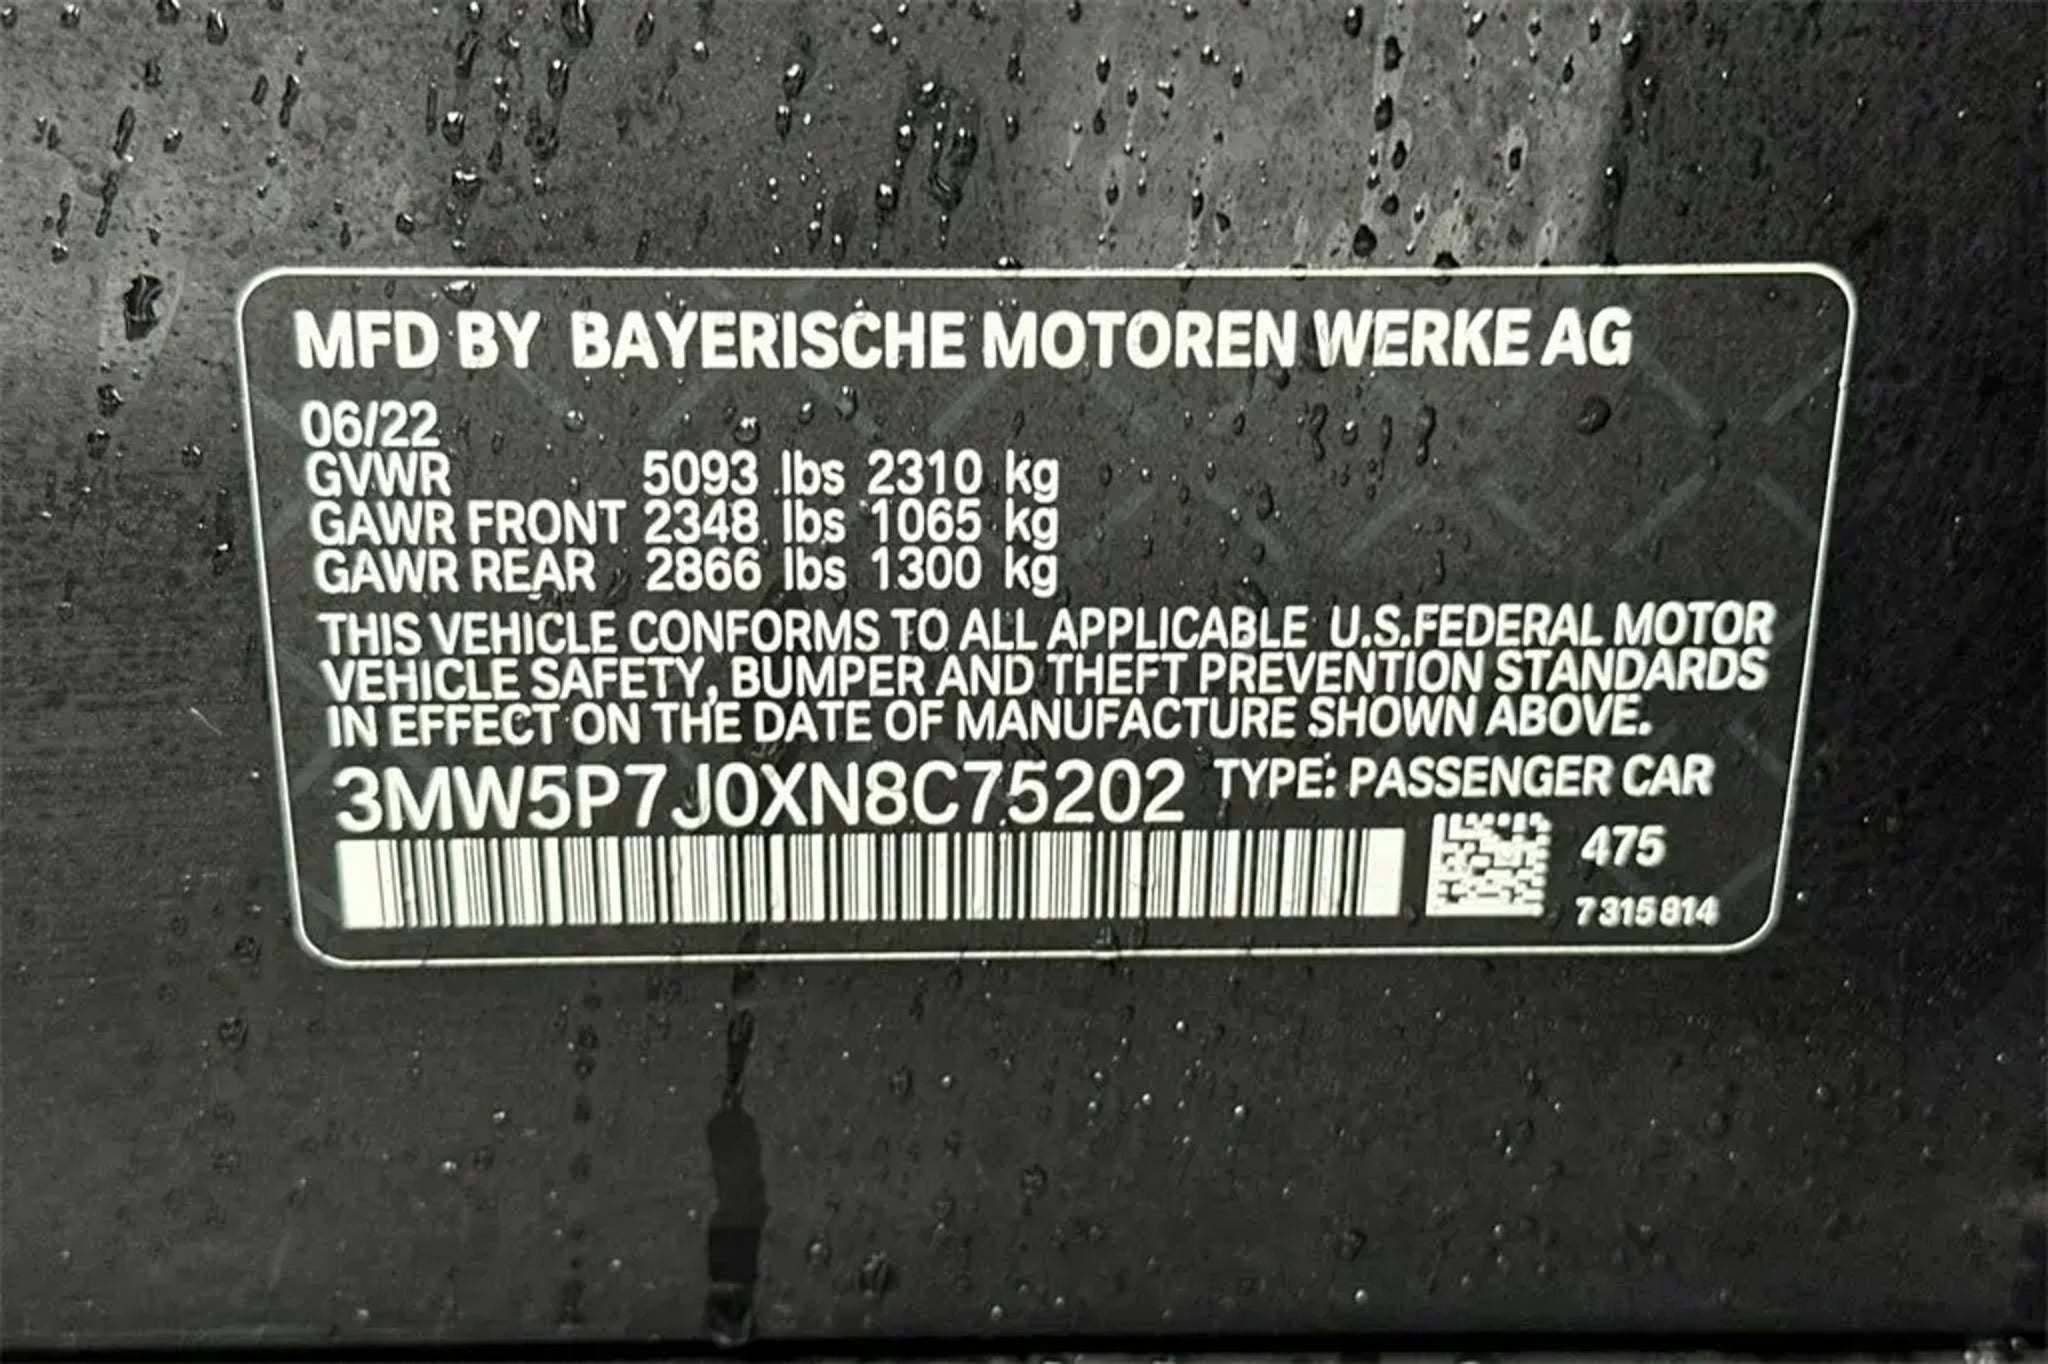 MFD BY BAYERISCHE MOTOREN WERKE AG
06/22
GVWR 5093 lbs 2310 kg
GAWR FRONT 2348 lbs 1065 kg
GAWR REAR 2866 lbs 1300 kg
THIS VEHICLE CONFORMS TO ALL APPLICABLE U.S.FEDERAL MOTOR
VEHICLE SAFETY, BUMPER AND THEFT PREVENTION STANDARDS
IN EFFECT ON THE DATE OF MANUFACTURE SHOWN ABOVE.
3MW5P7J0XN8C75202 TYPE: PASSENGER CAR
475
7 315 814